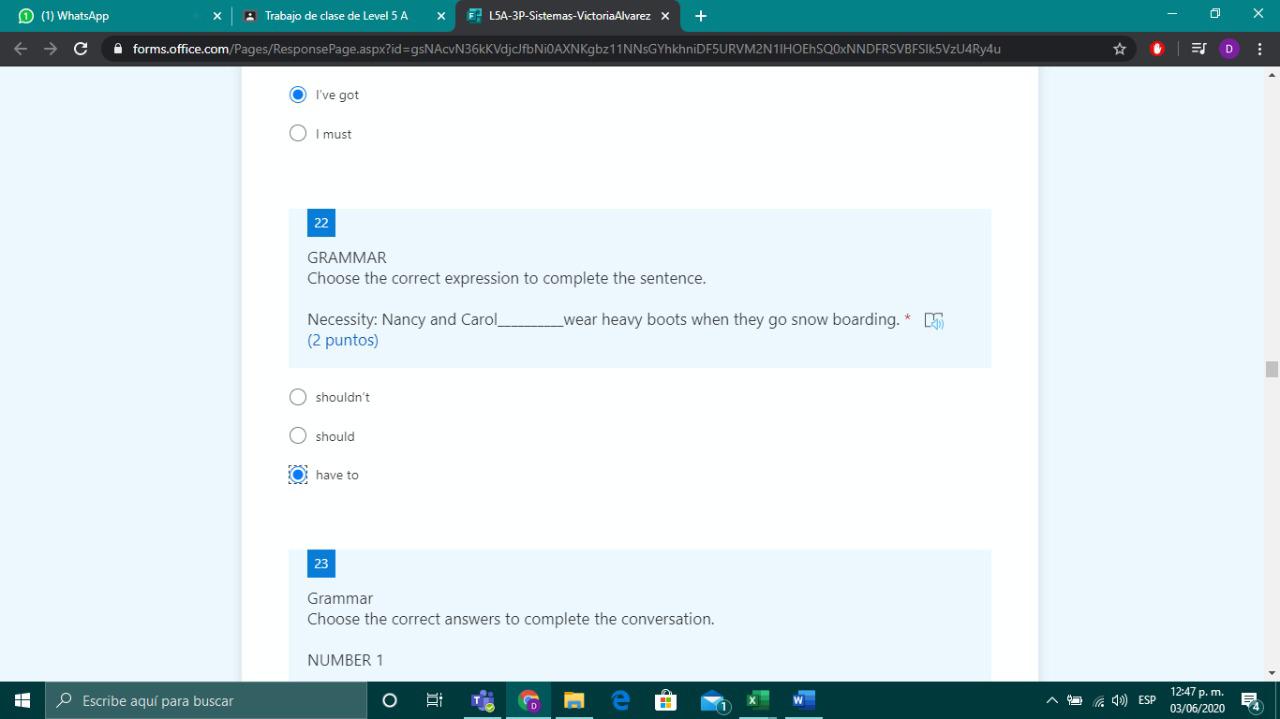 (1) WhatsApp
Trabajo de clase de Level 5 A
L5A-3P-Sistemas-VictoriaAlvarez
forms.office.com/Pages/ResponsePage.aspx?id=gsNAcvN36kKVdjcJfbNi0AXNKgbz11NNsGYhkhniDF5URVM2N1lHOEhSQ0xNNDFRSVBFSlk5VzU4Ry4u
D
I've got
I must
22
GRAMMAR
Choose the correct expression to complete the sentence.
Necessity: Nancy and Carol__________wear heavy boots when they go snow boarding. *
(2 puntos)
shouldn't
should
have to
23
Grammar
Choose the correct answers to complete the conversation.
NUMBER 1
Escribe aquí para buscar
ESP
12:47 p. m.
03/06/2020
1
4